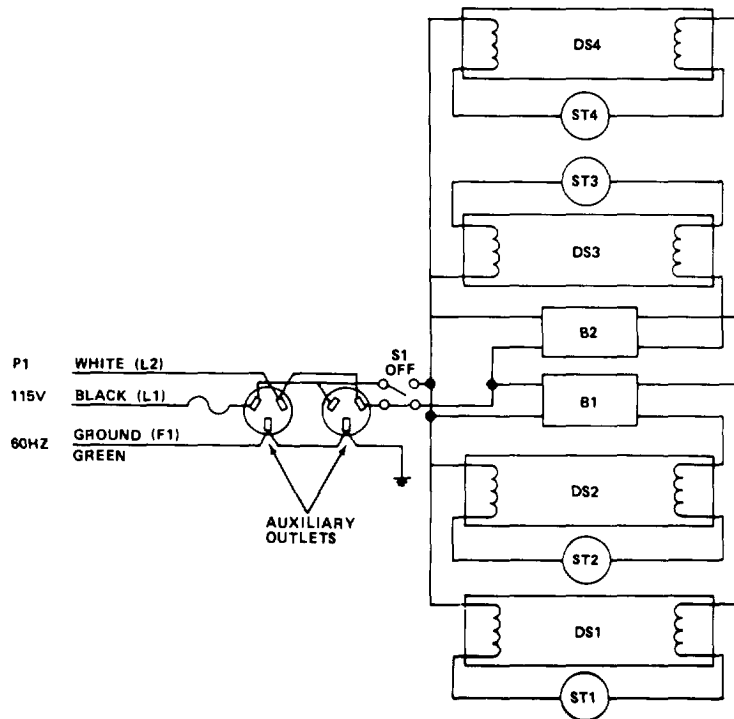 DS4
ST4
ST3
DS3
B2
S1
OFF
P1 WHITE (L2)
115V BLACK (L1)
B1
60HZ GROUND (F1)
GREEN
DS2
AUXILIARY
OUTLETS
ST2
DS1
ST1